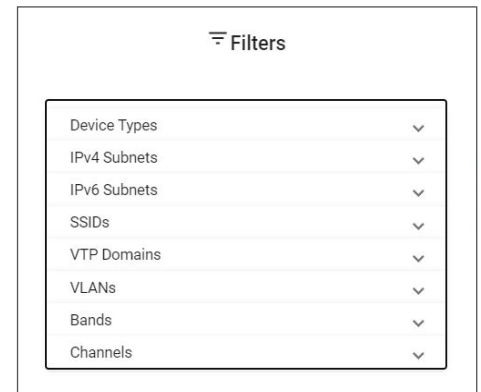 Filters
Device Types
IPv4 Subnets
IPv6 Subnets
SSIDs
VTP Domains
VLANs
Bands
Channels